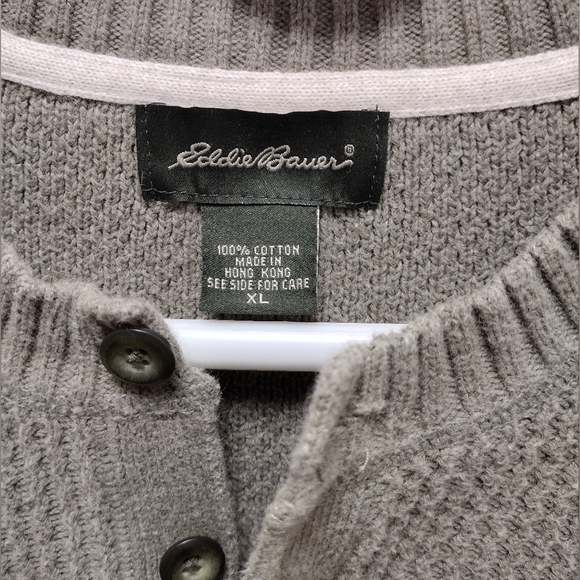 Eddie Bauer®
100% COTTON
MADE IN
HONG KONG
SEE SIDE FOR CARE
XL